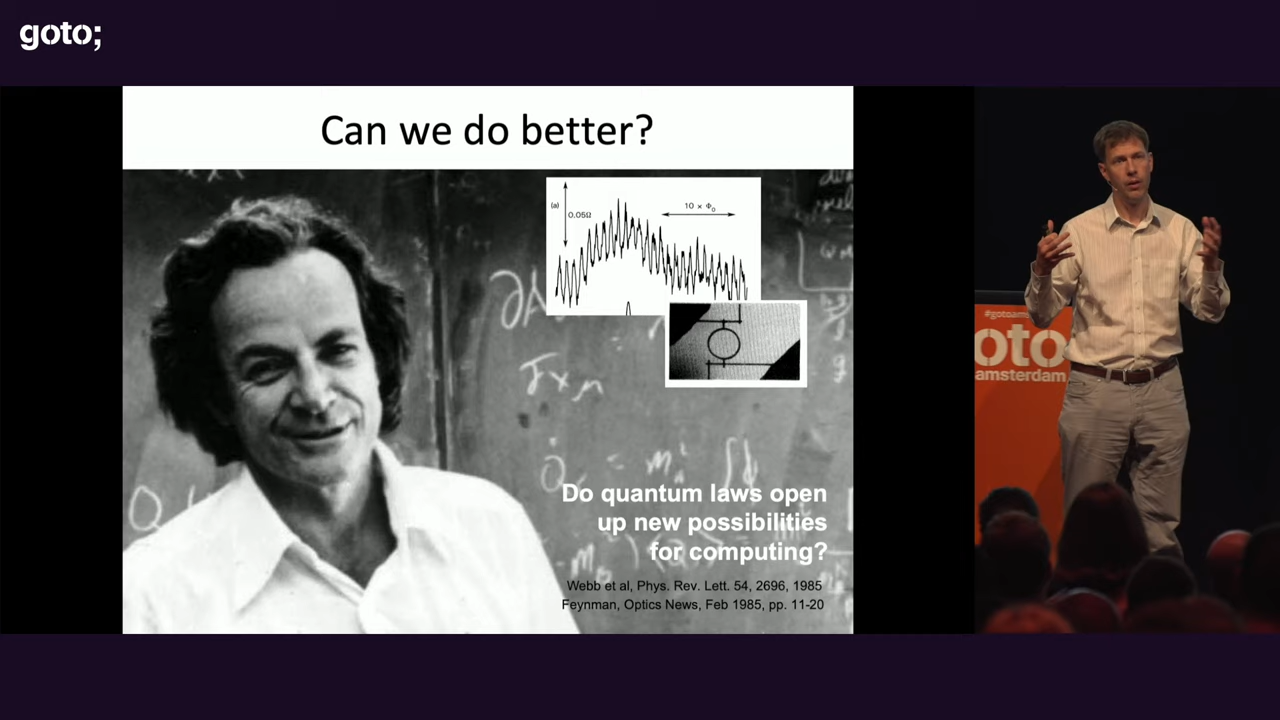 goto;
Can we do better?
(a)
0.05Ω
10 × Φ₀
Do quantum laws open
up new possibilities
for computing?
Webb et al, Phys. Rev. Lett. 54, 2696, 1985
Feynman, Optics News, Feb 1985, pp. 11-20
oto
amsterdam